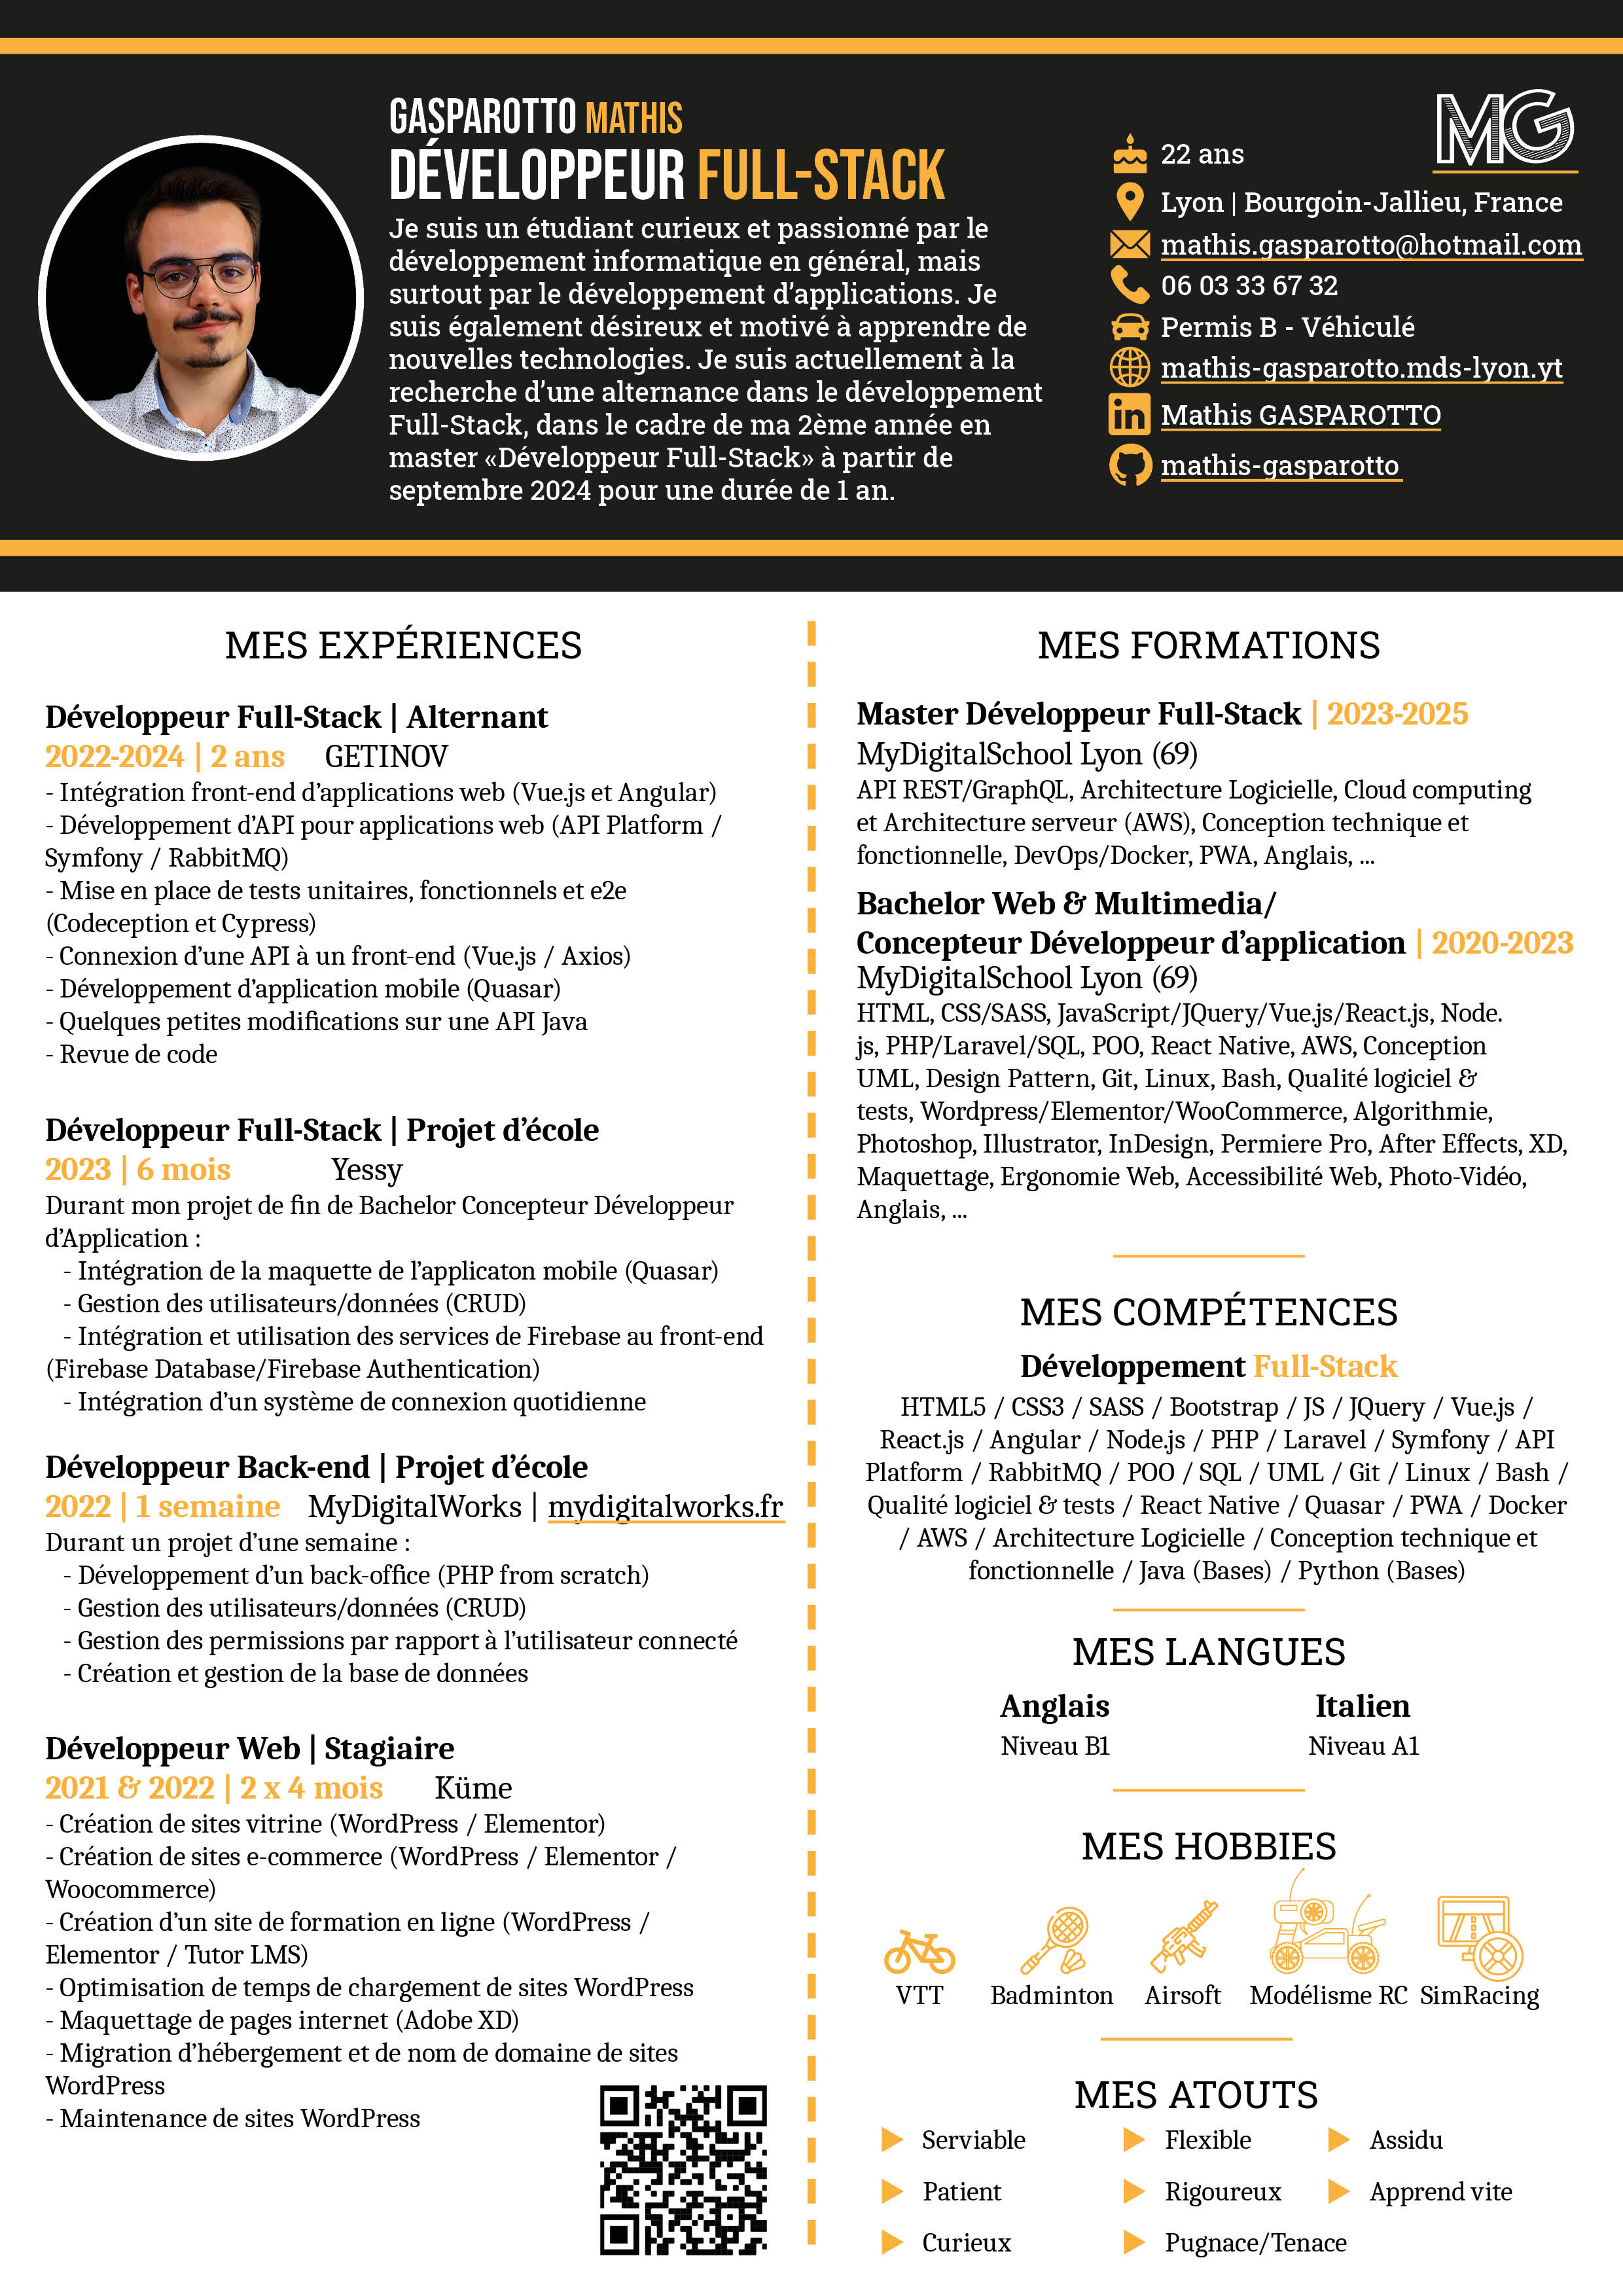 GASPAROTTO MATHIS
DÉVELOPPEUR FULL-STACK
Je suis un étudiant curieux et passionné par le
développement informatique en général, mais
surtout par le développement d'applications. Je
suis également désireux et motivé à apprendre de
nouvelles technologies. Je suis actuellement à la
recherche d'une alternance dans le développement
Full-Stack, dans le cadre de ma 2ème année en
master «Développeur Full-Stack» à partir de
septembre 2024 pour une durée de 1 an.
MG
22 ans
Lyon | Bourgoin-Jallieu, France
mathis.gasparotto@hotmail.com
06 03 33 67 32
Permis B - Véhiculé
mathis-gasparotto.mds-lyon.yt
in
Mathis GASPAROTTO
mathis-gasparotto
MES EXPÉRIENCES
Développeur Full-Stack | Alternant
2022-2024 | 2 ans GETINOV
- Intégration front-end d'applications web (Vue.js et Angular)
- Développement d'API pour applications web (API Platform /
Symfony / RabbitMQ)
- Mise en place de tests unitaires, fonctionnels et e2e
(Codeception et Cypress)
- Connexion d'une API à un front-end (Vue.js / Axios)
- Développement d'application mobile (Quasar)
- Quelques petites modifications sur une API Java
- Revue de code
Développeur Full-Stack | Projet d'école
2023 | 6 mois Yessy
Durant mon projet de fin de Bachelor Concepteur Développeur
d'Application :
- Intégration de la maquette de l'applicaton mobile (Quasar)
- Gestion des utilisateurs/données (CRUD)
- Intégration et utilisation des services de Firebase au front-end
(Firebase Database/Firebase Authentication)
- Intégration d'un système de connexion quotidienne
Développeur Back-end | Projet d'école
2022 | 1 semaine MyDigitalWorks | mydigitalworks.fr
Durant un projet d'une semaine :
- Développement d'un back-office (PHP from scratch)
- Gestion des utilisateurs/données (CRUD)
- Gestion des permissions par rapport à l'utilisateur connecté
- Création et gestion de la base de données
Développeur Web | Stagiaire
2021 & 2022 | 2 x 4 mois Küme
- Création de sites vitrine (WordPress / Elementor)
- Création de sites e-commerce (WordPress / Elementor /
Woocommerce)
- Création d'un site de formation en ligne (WordPress /
Elementor / Tutor LMS)
- Optimisation de temps de chargement de sites WordPress
- Maquettage de pages internet (Adobe XD)
- Migration d'hébergement et de nom de domaine de sites
WordPress
- Maintenance de sites WordPress
MES FORMATIONS
Master Développeur Full-Stack | 2023-2025
MyDigitalSchool Lyon (69)
API REST/GraphQL, Architecture Logicielle, Cloud computing
et Architecture serveur (AWS), Conception technique et
fonctionnelle, DevOps/Docker, PWA, Anglais, ...
Bachelor Web & Multimedia/
Concepteur Développeur d'application | 2020-2023
MyDigitalSchool Lyon (69)
HTML, CSS/SASS, JavaScript/JQuery/Vue.js/React.js, Node.
js, PHP/Laravel/SQL, POO, React Native, AWS, Conception
UML, Design Pattern, Git, Linux, Bash, Qualité logiciel &
tests, Wordpress/Elementor/WooCommerce, Algorithmie,
Photoshop, Illustrator, InDesign, Permiere Pro, After Effects, XD,
Maquettage, Ergonomie Web, Accessibilité Web, Photo-Vidéo,
Anglais, ...
MES COMPÉTENCES
Développement Full-Stack
HTML5 / CSS3 / SASS / Bootstrap / JS / JQuery / Vue.js /
React.js / Angular / Node.js / PHP / Laravel / Symfony / API
Platform / RabbitMQ / POO / SQL / UML / Git / Linux / Bash /
Qualité logiciel & tests / React Native / Quasar / PWA / Docker
/ AWS / Architecture Logicielle / Conception technique et
fonctionnelle / Java (Bases) / Python (Bases)
MES LANGUES
Anglais Italien
Niveau B1 Niveau A1
MES HOBBIES
VTT Badminton Airsoft Modélisme RC SimRacing
MES ATOUTS
Serviable Flexible Assidu
Patient Rigoureux Apprend vite
Curieux Pugnace/Tenace